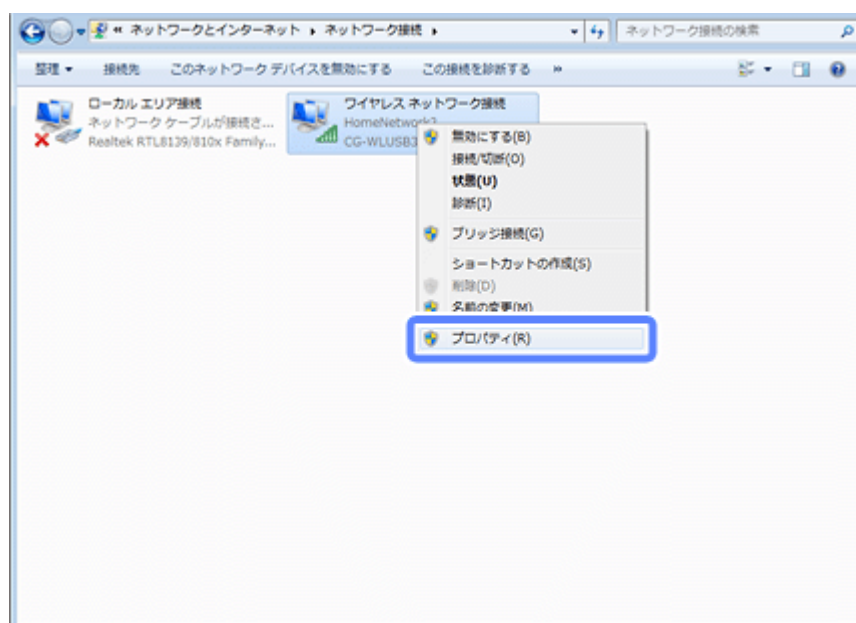 « ネットワークとインターネット ▸ ネットワーク接続 ▸
ネットワーク接続の検索
整理 ▼ 接続先 このネットワーク デバイスを無効にする この接続を診断する »
ローカル エリア接続
ネットワーク ケーブルが接続さ...
Realtek RTL8139/810x Family...
ワイヤレス ネットワーク接続
HomeNetwork2
CG-WLUSB3
無効にする(B)
接続/切断(O)
状態(U)
診断(I)
ブリッジ接続(G)
ショートカットの作成(S)
削除(D)
名前の変更(M)
プロパティ(R)